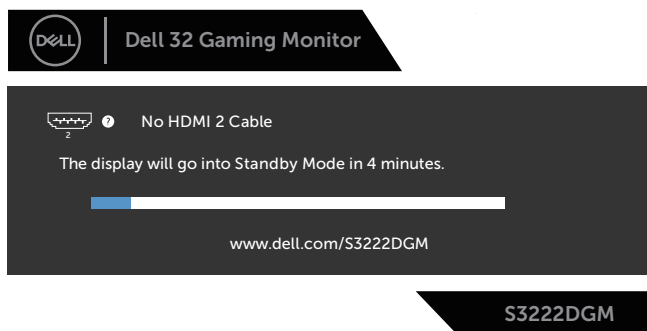 DELL
Dell 32 Gaming Monitor
? No HDMI 2 Cable
2
The display will go into Standby Mode in 4 minutes.
www.dell.com/S3222DGM
S3222DGM